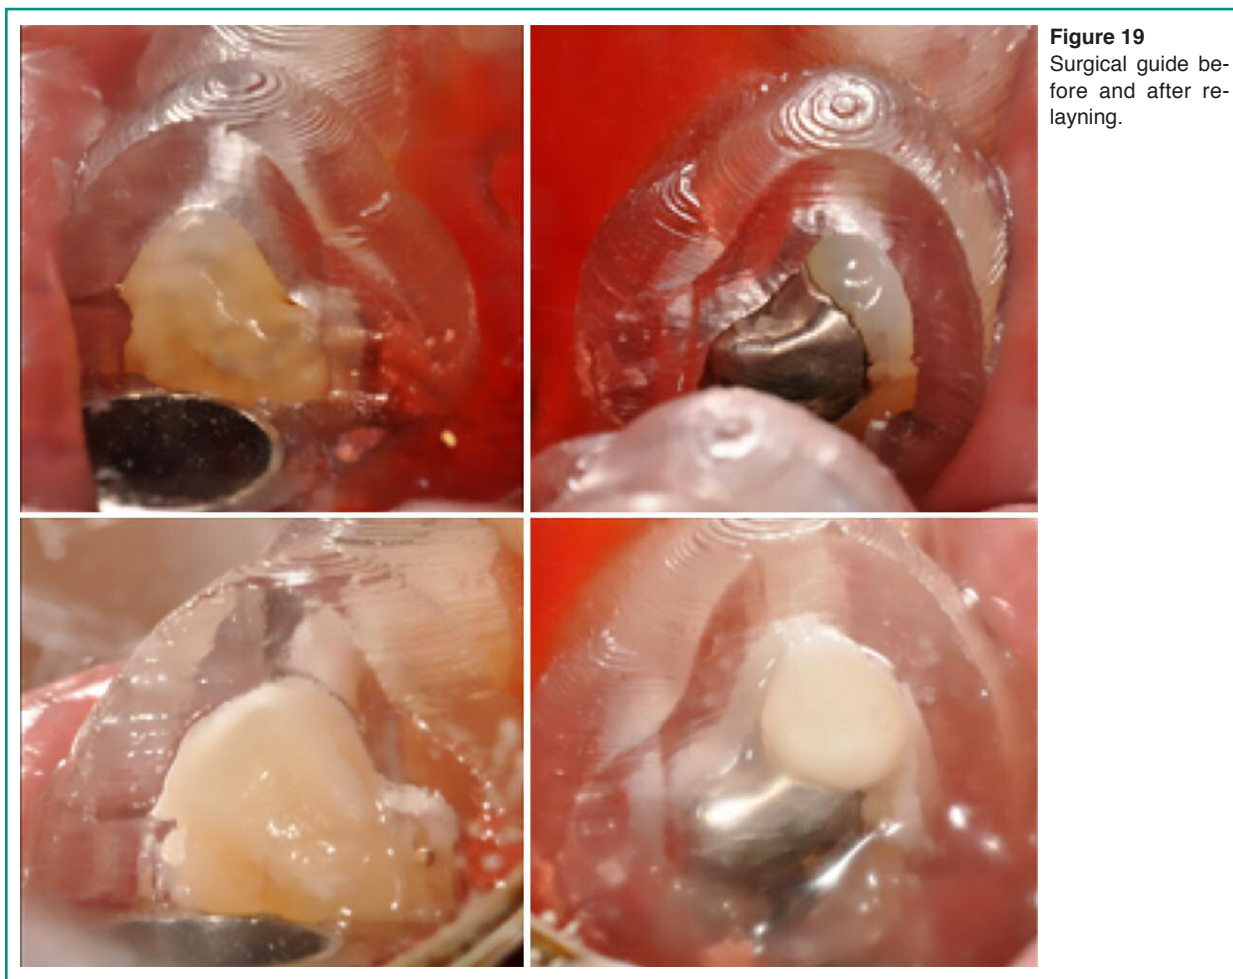 Figure 19
Surgical guide be-
fore and after re-
layning.